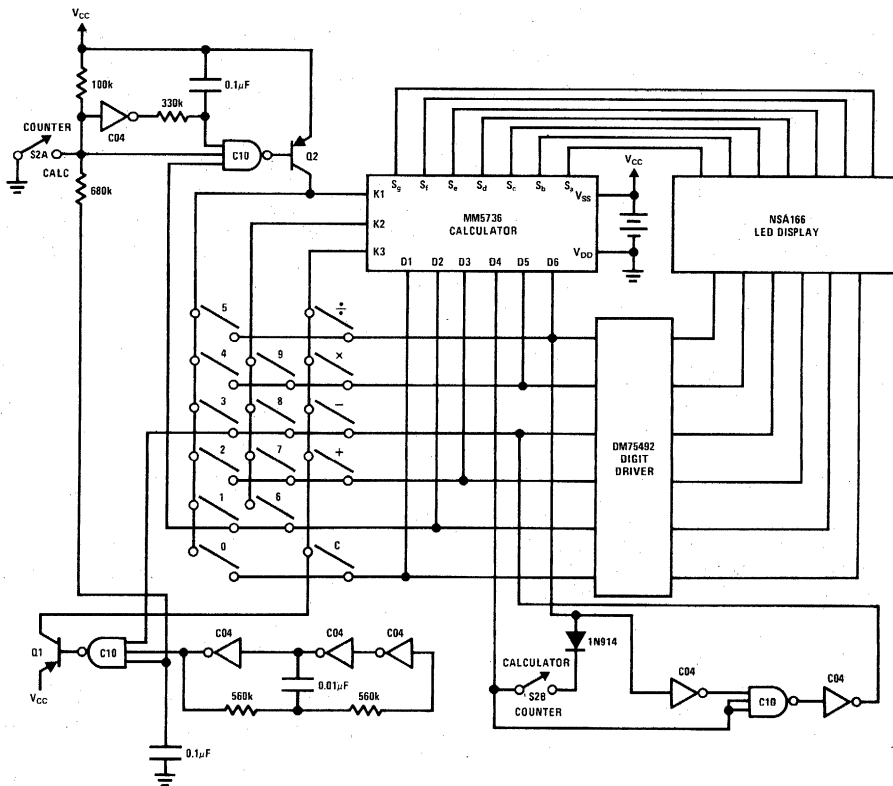 VCC
100k
0.1μF
330k
C04
COUNTER
S2A
CALC
680k
C10
Q2
Sg Sf Se Sd Sc Sb Sa
K1
K2
K3
MM5736
CALCULATOR
VSS
VDD
D1 D2 D3 D4 D5 D6
VCC
NSA166
LED DISPLAY
5 ÷
4 9 ×
3 8 −
2 7 +
1 6
0 C
DM75492
DIGIT
DRIVER
Q1
VCC
C10
C04
C04
C04
0.01μF
560k
560k
0.1μF
1N914
CALCULATOR
S2B
COUNTER
C04
C10
C04